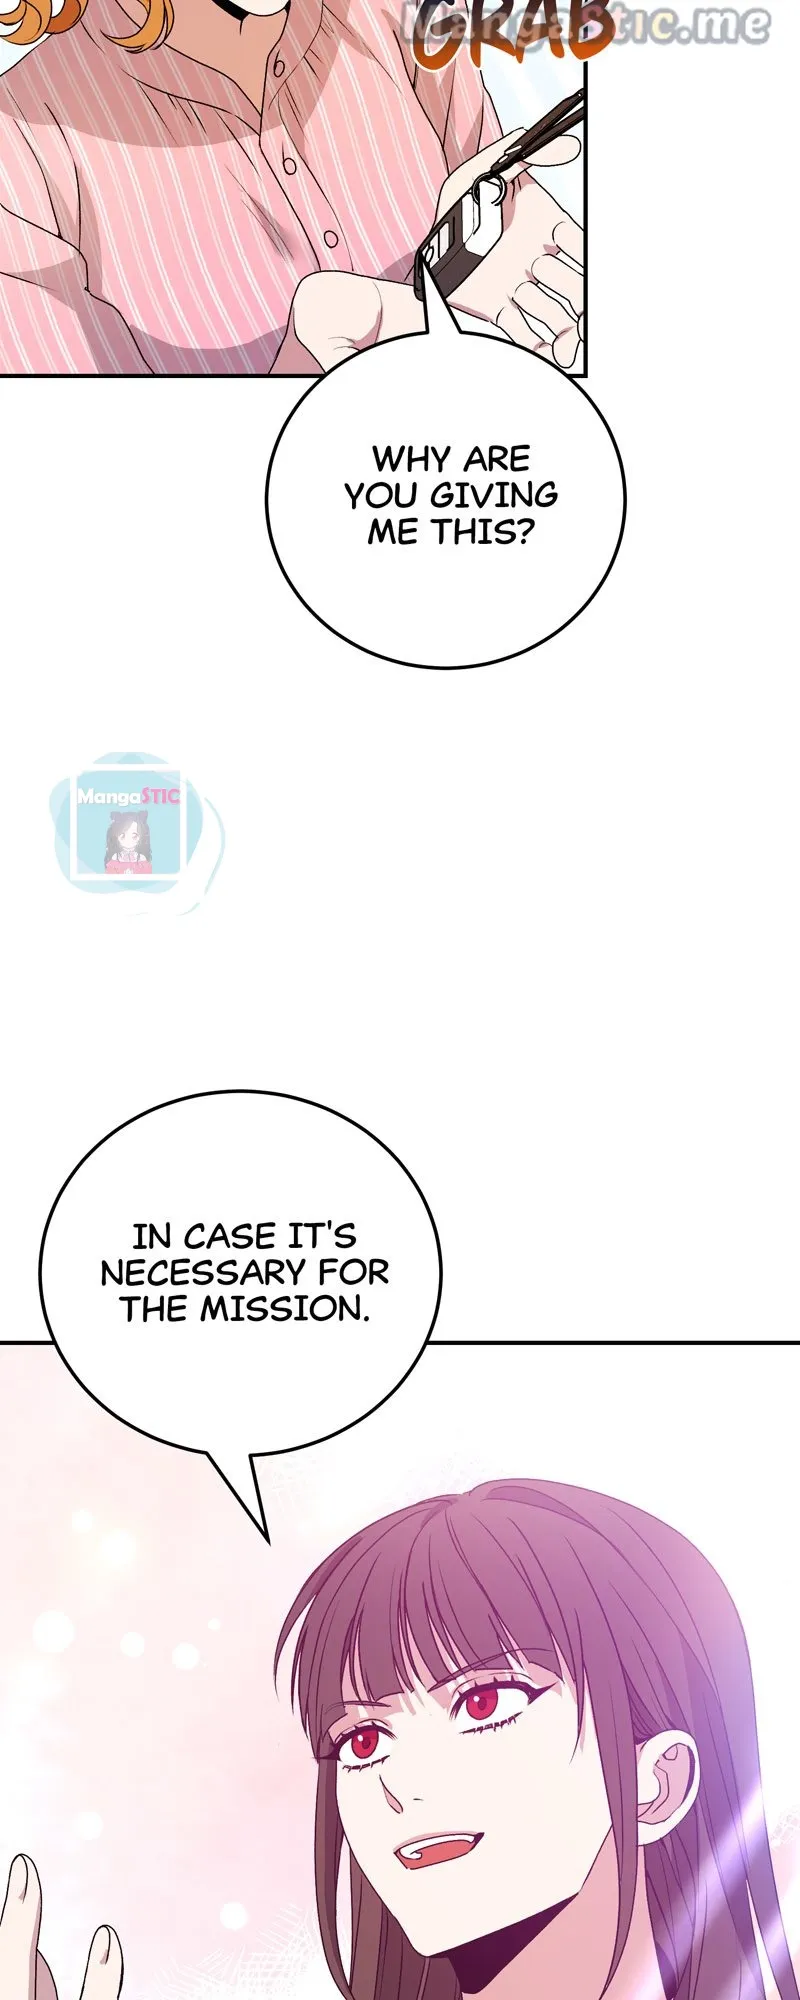 MangaStic.me
GRAB
WHY ARE
YOU GIVING
ME THIS?
MangaSTIC
IN CASE IT'S
NECESSARY FOR
THE MISSION.